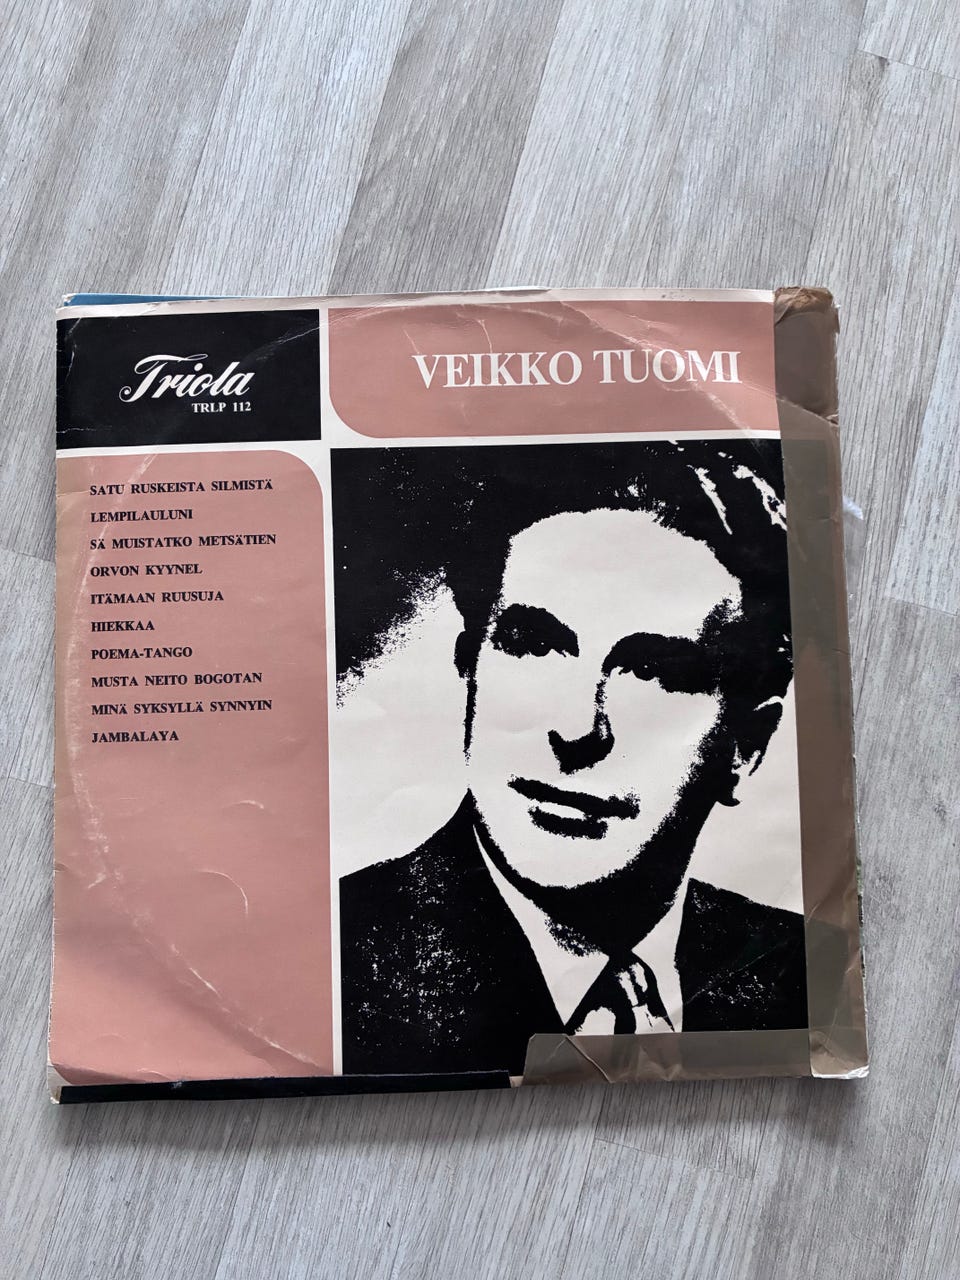 Triola
TRLP 112
VEIKKO TUOMI
SATU RUSKEISTA SILMISTÄ
LEMPILAULUNI
SÄ MUISTATKO METSÄTIEN
ORVON KYYNEL
ITÄMAAN RUUSUJA
HIEKKAA
POEMA-TANGO
MUSTA NEITO BOGOTAN
MINÄ SYKSYLLÄ SYNNYIN
JAMBALAYA